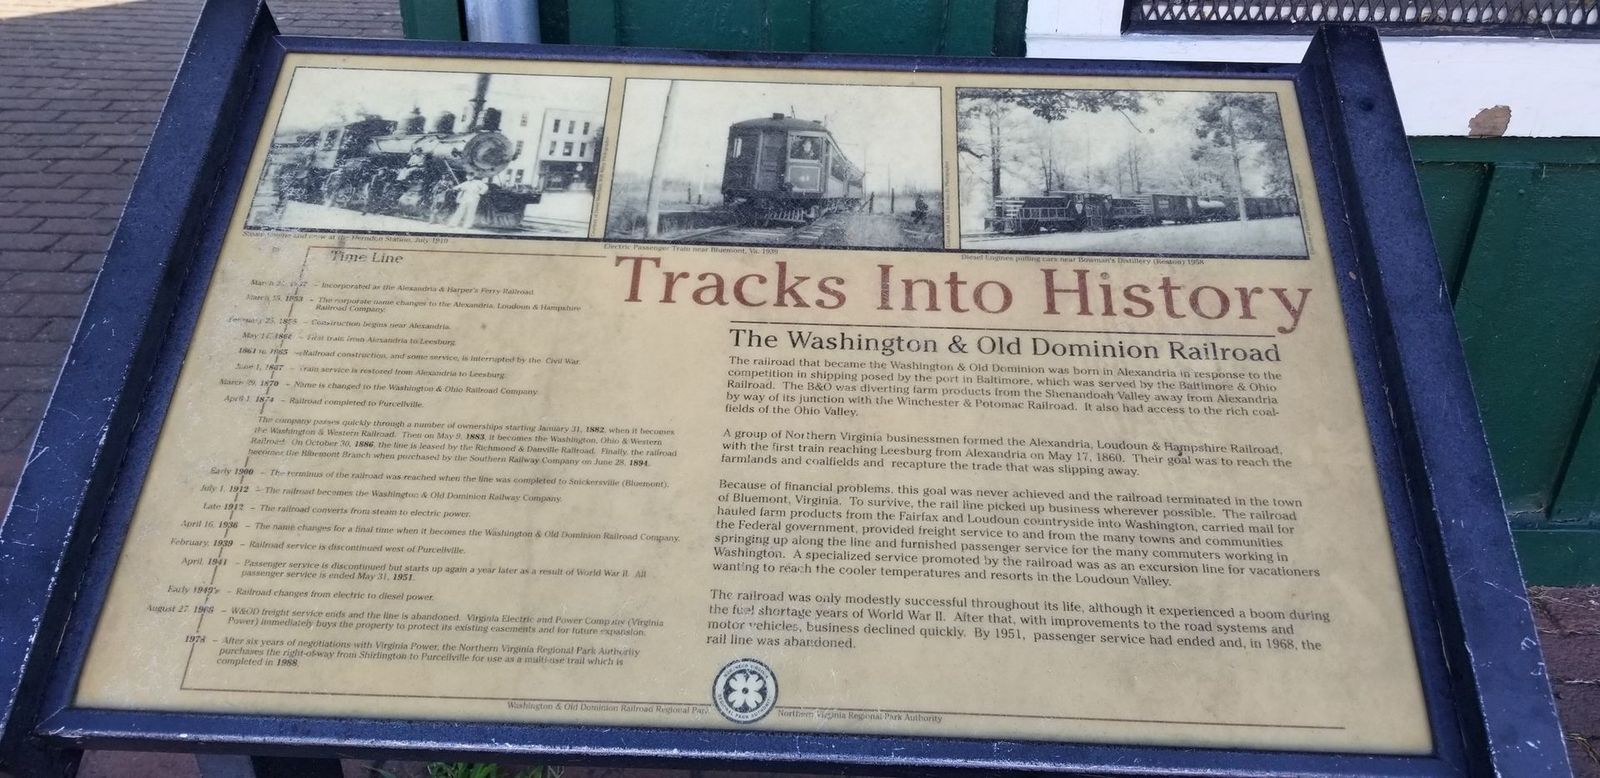 Steam Engine and crew at the Herndon Station, July 1910
Electric Passenger Train near Bluemont, Va. 1939
Diesel Engines pulling cars near Bowman's Distillery (Reston) 1958
Tracks Into History
The Washington & Old Dominion Railroad
Time Line
March – Incorporated as the Alexandria & Harper's Ferry Railroad.
March 15, 1853 – The corporate name changes to the Alexandria, Loudoun & Hampshire
Railroad Company.
February 25, 1855 – Construction begins near Alexandria.
May 17, 1860 – First train from Alexandria to Leesburg.
1861 to 1865 – Railroad construction, and some service, is interrupted by the Civil War.
June 1, 1867 – Train service is restored from Alexandria to Leesburg.
March 29, 1870 – Name is changed to the Washington & Ohio Railroad Company.
April 1, 1874 – Railroad completed to Purcellville.
The company passes quickly through a number of ownerships starting January 31, 1882, when it becomes
the Washington & Western Railroad. Then on May 9, 1883, it becomes the Washington, Ohio & Western
Railroad. On October 30, 1886, the line is leased by the Richmond & Danville Railroad. Finally, the railroad
becomes the Bluemont Branch when purchased by the Southern Railway Company on June 28, 1894.
Early 1900 – The terminus of the railroad was reached when the line was completed to Snickersville (Bluemont).
July 1, 1912 – The railroad becomes the Washington & Old Dominion Railway Company.
Late 1912 – The railroad converts from steam to electric power.
April 16, 1936 – The name changes for a final time when it becomes the Washington & Old Dominion Railroad Company.
February, 1939 – Railroad service is discontinued west of Purcellville.
April, 1941 – Passenger service is discontinued but starts up again a year later as a result of World War II. All
passenger service is ended May 31, 1951.
Early 1940's – Railroad changes from electric to diesel power.
August 27, 1968 – W&OD freight service ends and the line is abandoned. Virginia Electric and Power Company (Virginia
Power) immediately buys the property to protect its existing easements and for future expansion.
1978 – After six years of negotiations with Virginia Power, the Northern Virginia Regional Park Authority
purchases the right-of-way from Shirlington to Purcellville for use as a multi-use trail which is
completed in 1988.
The railroad that became the Washington & Old Dominion was born in Alexandria in response to the
competition in shipping posed by the port in Baltimore, which was served by the Baltimore & Ohio
Railroad. The B&O was diverting farm products from the Shenandoah Valley away from Alexandria
by way of its junction with the Winchester & Potomac Railroad. It also had access to the rich coal-
fields of the Ohio Valley.
A group of Northern Virginia businessmen formed the Alexandria, Loudoun & Hampshire Railroad,
with the first train reaching Leesburg from Alexandria on May 17, 1860. Their goal was to reach the
farmlands and coalfields and recapture the trade that was slipping away.
Because of financial problems, this goal was never achieved and the railroad terminated in the town
of Bluemont, Virginia. To survive, the rail line picked up business wherever possible. The railroad
hauled farm products from the Fairfax and Loudoun countryside into Washington, carried mail for
the Federal government, provided freight service to and from the many towns and communities
springing up along the line and furnished passenger service for the many commuters working in
Washington. A specialized service promoted by the railroad was as an excursion line for vacationers
wanting to reach the cooler temperatures and resorts in the Loudoun Valley.
The railroad was only modestly successful throughout its life, although it experienced a boom during
the fuel shortage years of World War II. After that, with improvements to the road systems and
motor vehicles, business declined quickly. By 1951, passenger service had ended and, in 1968, the
rail line was abandoned.
Washington & Old Dominion Railroad Regional Park
Northern Virginia Regional Park Authority